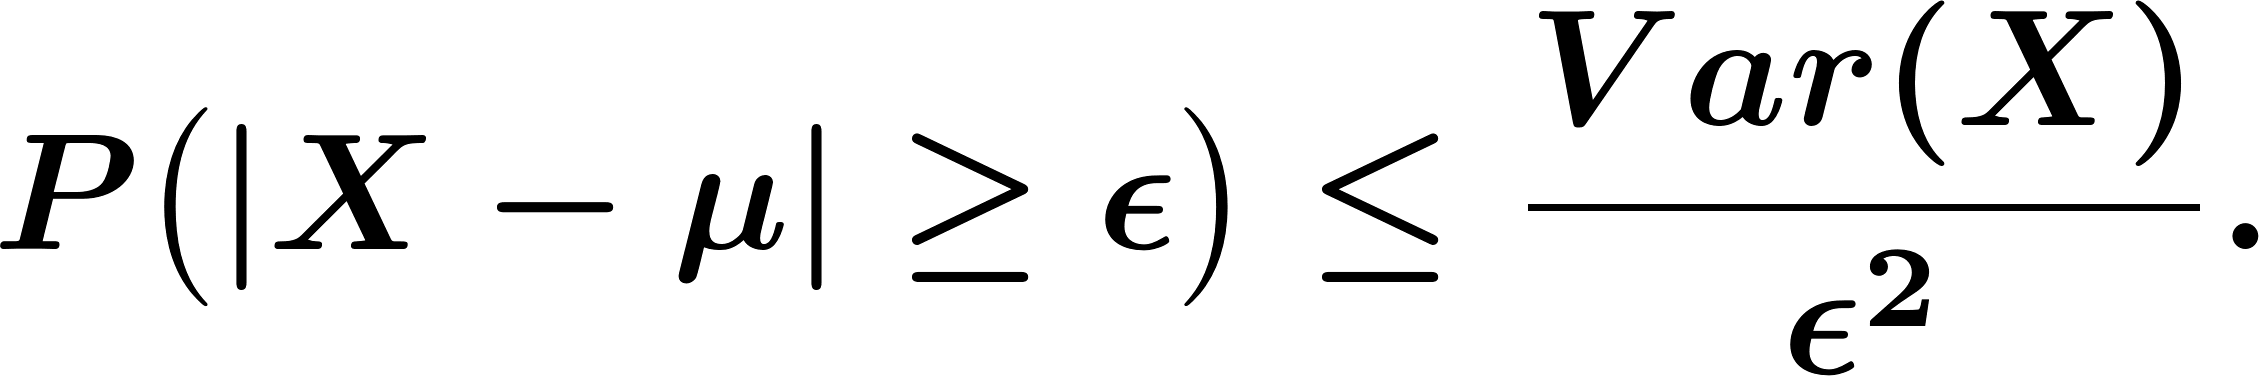 P(|X − μ| ≥ ϵ) ≤ Var(X)/ϵ².